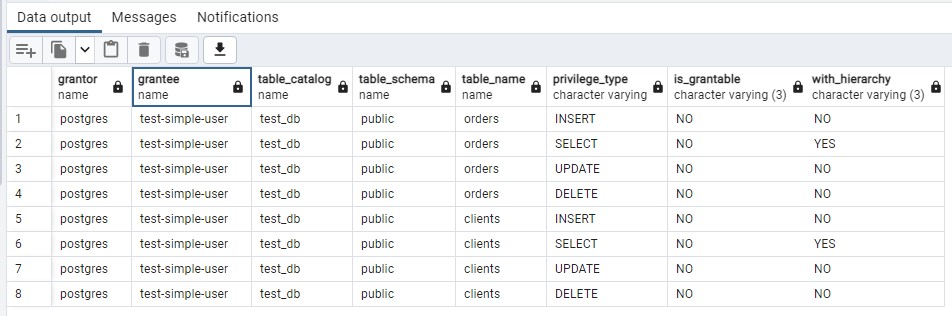 Data output Messages Notifications
grantor grantee table_catalog table_schema table_name privilege_type is_grantable with_hierarchy
name name name name name character varying character varying (3) character varying (3)
1 postgres test-simple-user test_db public orders INSERT NO NO
2 postgres test-simple-user test_db public orders SELECT NO YES
3 postgres test-simple-user test_db public orders UPDATE NO NO
4 postgres test-simple-user test_db public orders DELETE NO NO
5 postgres test-simple-user test_db public clients INSERT NO NO
6 postgres test-simple-user test_db public clients SELECT NO YES
7 postgres test-simple-user test_db public clients UPDATE NO NO
8 postgres test-simple-user test_db public clients DELETE NO NO